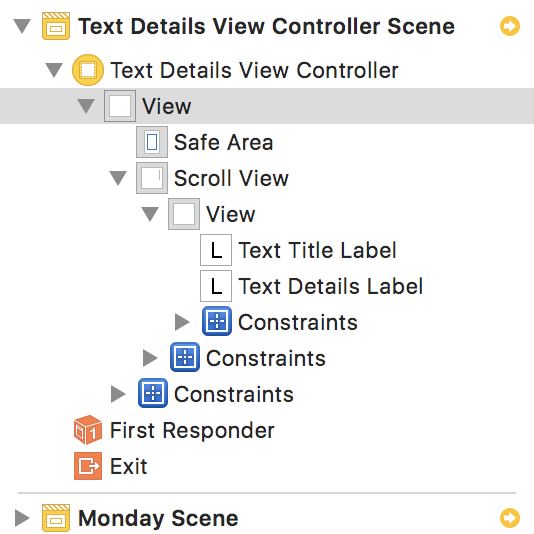 Text Details View Controller Scene
Text Details View Controller
View
Safe Area
Scroll View
View
L Text Title Label
L Text Details Label
Constraints
Constraints
Constraints
1 First Responder
Exit
Monday Scene